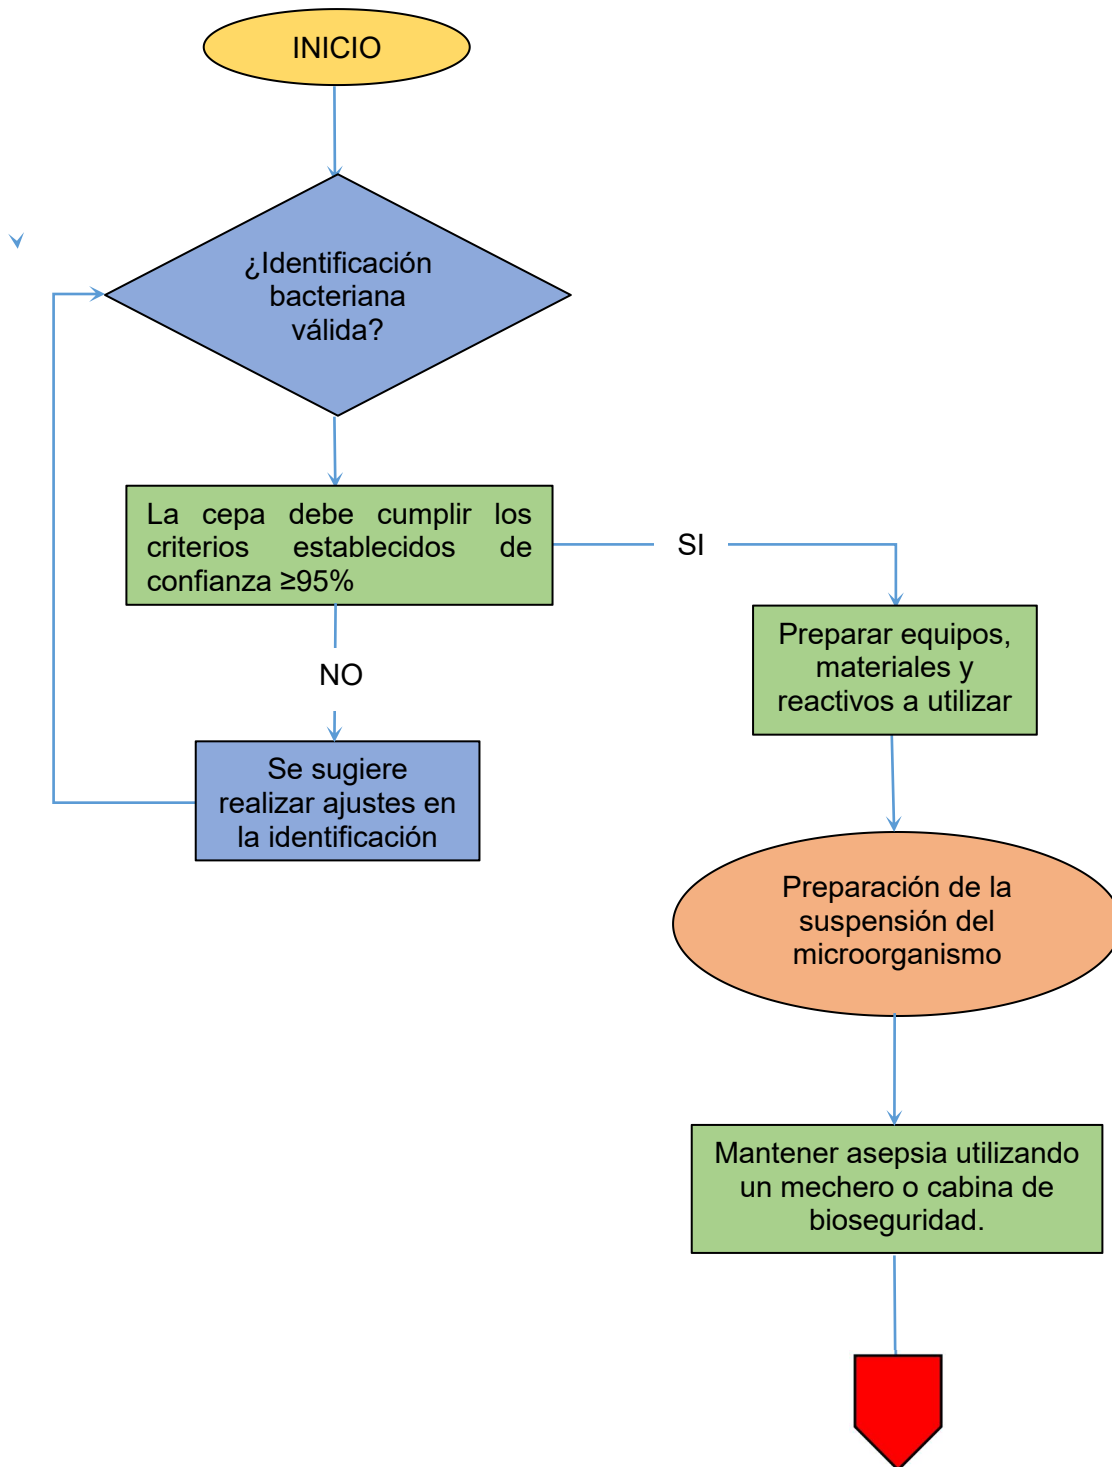 INICIO
¿Identificación
bacteriana
válida?
La cepa debe cumplir los
criterios establecidos de
confianza ≥95%
SI
NO
Se sugiere
realizar ajustes en
la identificación
Preparar equipos,
materiales y
reactivos a utilizar
Preparación de la
suspensión del
microorganismo
Mantener asepsia utilizando
un mechero o cabina de
bioseguridad.